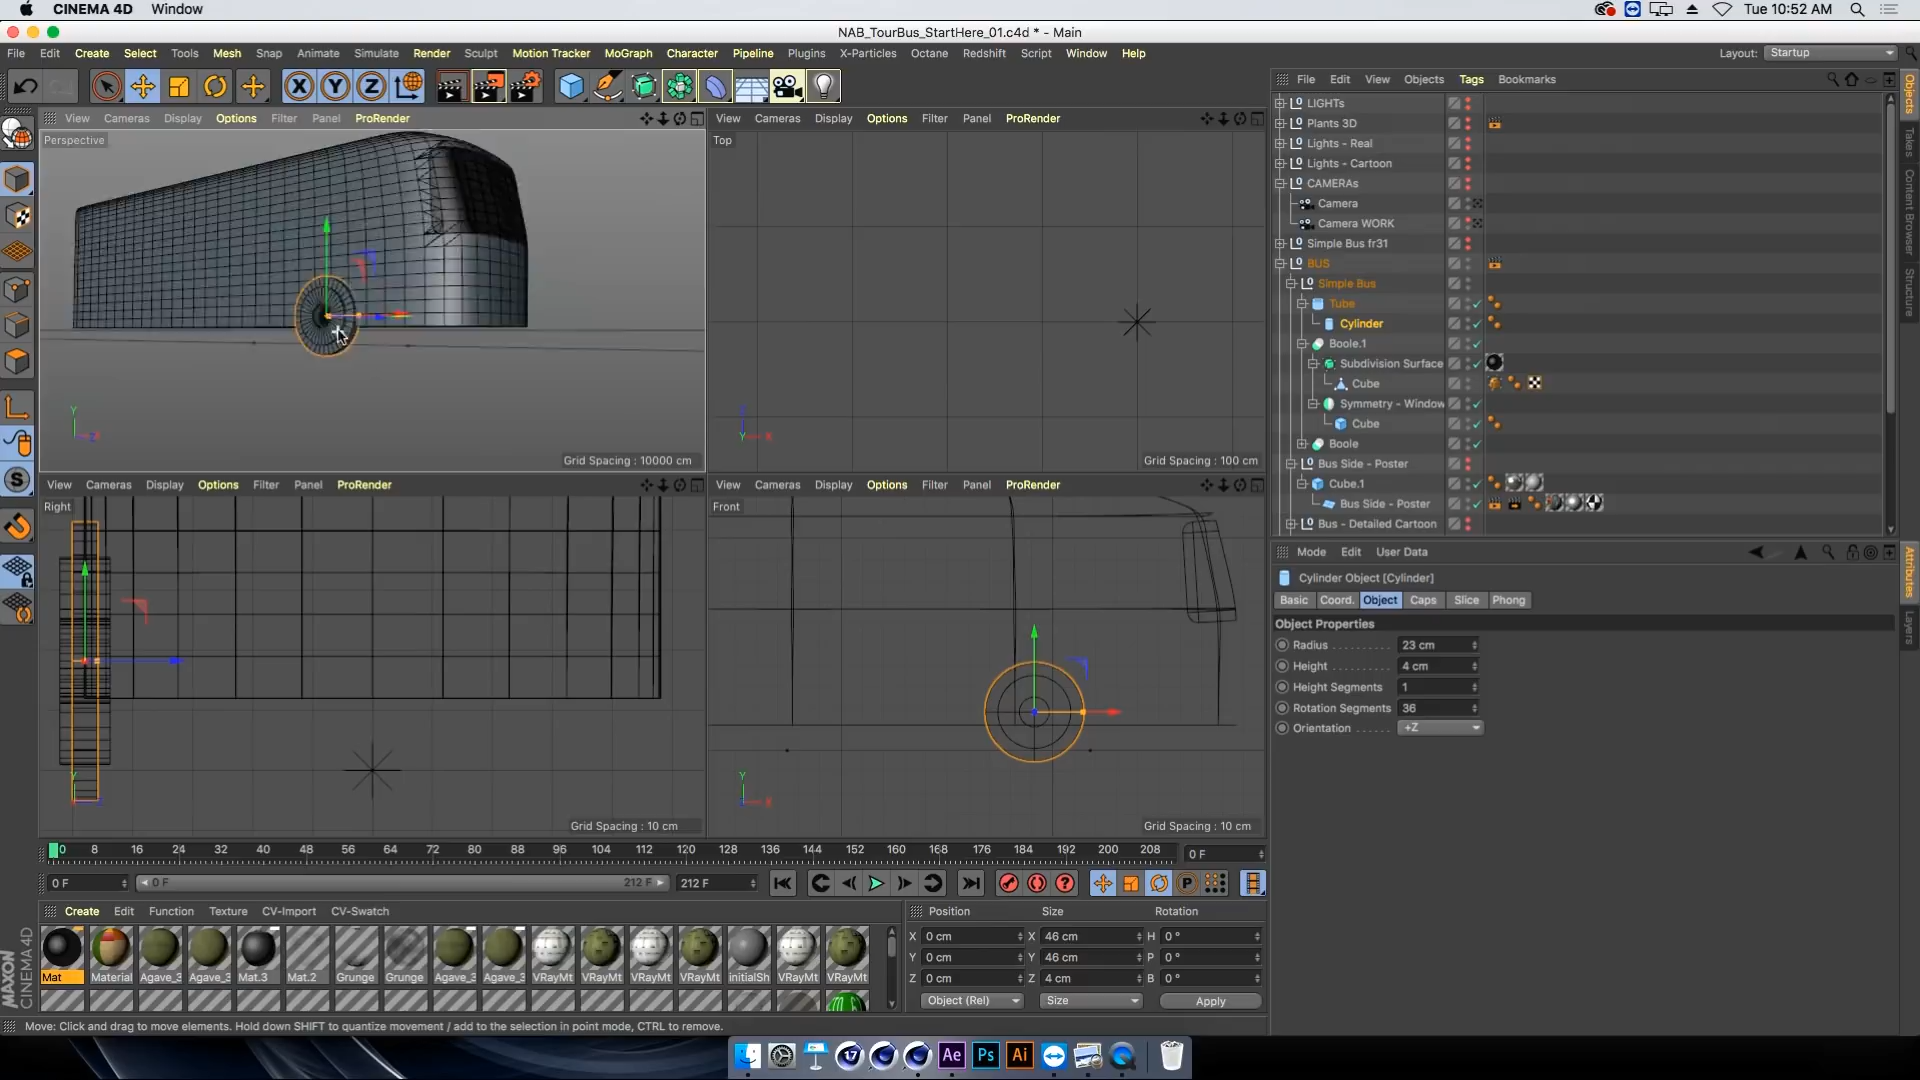 CINEMA 4D Window
Tue 10:52 AM
NAB_TourBus_StartHere_01.c4d * - Main
File Edit Create Select Tools Mesh Snap Animate Simulate Render Sculpt Motion Tracker MoGraph Character Pipeline Plugins X-Particles Octane Redshift Script Window Help
Layout: Startup
File Edit View Objects Tags Bookmarks
View Cameras Display Options Filter Panel ProRender
Perspective
Grid Spacing : 10000 cm
View Cameras Display Options Filter Panel ProRender
Top
Grid Spacing : 100 cm
View Cameras Display Options Filter Panel ProRender
Right
Grid Spacing : 10 cm
View Cameras Display Options Filter Panel ProRender
Front
Grid Spacing : 10 cm
LIGHTs
Plants 3D
Lights - Real
Lights - Cartoon
CAMERAs
Camera
Camera WORK
Simple Bus fr31
BUS
Simple Bus
Tube
Cylinder
Boole.1
Subdivision Surface
Cube
Symmetry - Window
Cube
Boole
Bus Side - Poster
Cube.1
Bus Side - Poster
Bus - Detailed Cartoon
Objects
Takes
Content Browser
Structure
Mode Edit User Data
Cylinder Object [Cylinder]
Basic Coord. Object Caps Slice Phong
Object Properties
Radius 23 cm
Height 4 cm
Height Segments 1
Rotation Segments 36
Orientation +Z
Attributes
Layers
0 8 16 24 32 40 48 56 64 72 80 88 96 104 112 120 128 136 144 152 160 168 176 184 192 200 208
0 F
0 F 0 F 212 F 212 F
Create Edit Function Texture CV-Import CV-Swatch
Mat Material Agave_3 Agave_3 Mat.3 Mat.2 Grunge Grunge Agave_3 Agave_3 VRayMt VRayMt VRayMt VRayMt initialSh VRayMt VRayMt
Position Size Rotation
X 0 cm X 46 cm H 0 °
Y 0 cm Y 46 cm P 0 °
Z 0 cm Z 4 cm B 0 °
Object (Rel) Size Apply
MAXON
CINEMA 4D
Move: Click and drag to move elements. Hold down SHIFT to quantize movement / add to the selection in point mode, CTRL to remove.
17 Ae Ps Ai